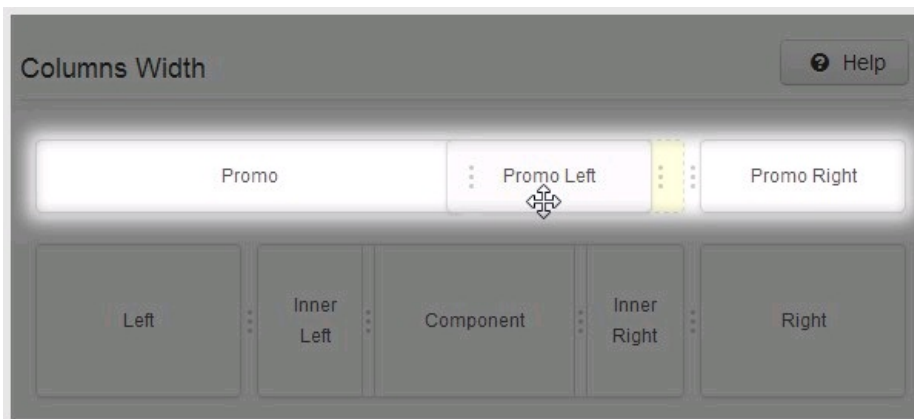 Columns Width
Help
Promo
Promo Left
Promo Right
Left
Inner
Left
Component
Inner
Right
Right